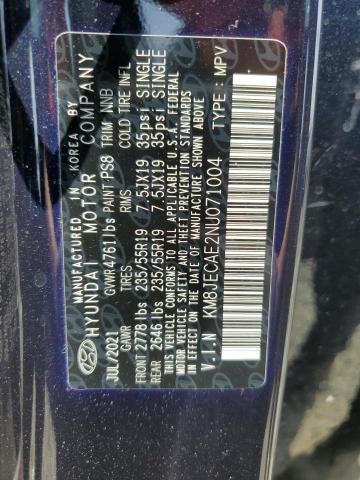 MANUFACTURED IN KOREA BY
HYUNDAI MOTOR COMPANY
JUL/2021 GVWR4761lbs PAINT PS8 TRIM NNB
GAWR TIRES RIMS COLD TIRE INFL
FRONT 2778 lbs 235/55R19 7.5JX19 35psi SINGLE
REAR 2646 lbs 235/55R19 7.5JX19 35psi SINGLE
THIS VEHICLE CONFORMS TO ALL APPLICABLE U.S.A. FEDERAL
MOTOR VEHICLE SAFETY AND THEFT PREVENTION STANDARDS
IN EFFECT ON THE DATE OF MANUFACTURE SHOWN ABOVE.
V.I.N KM8JECAE2NU071004 TYPE: MPV